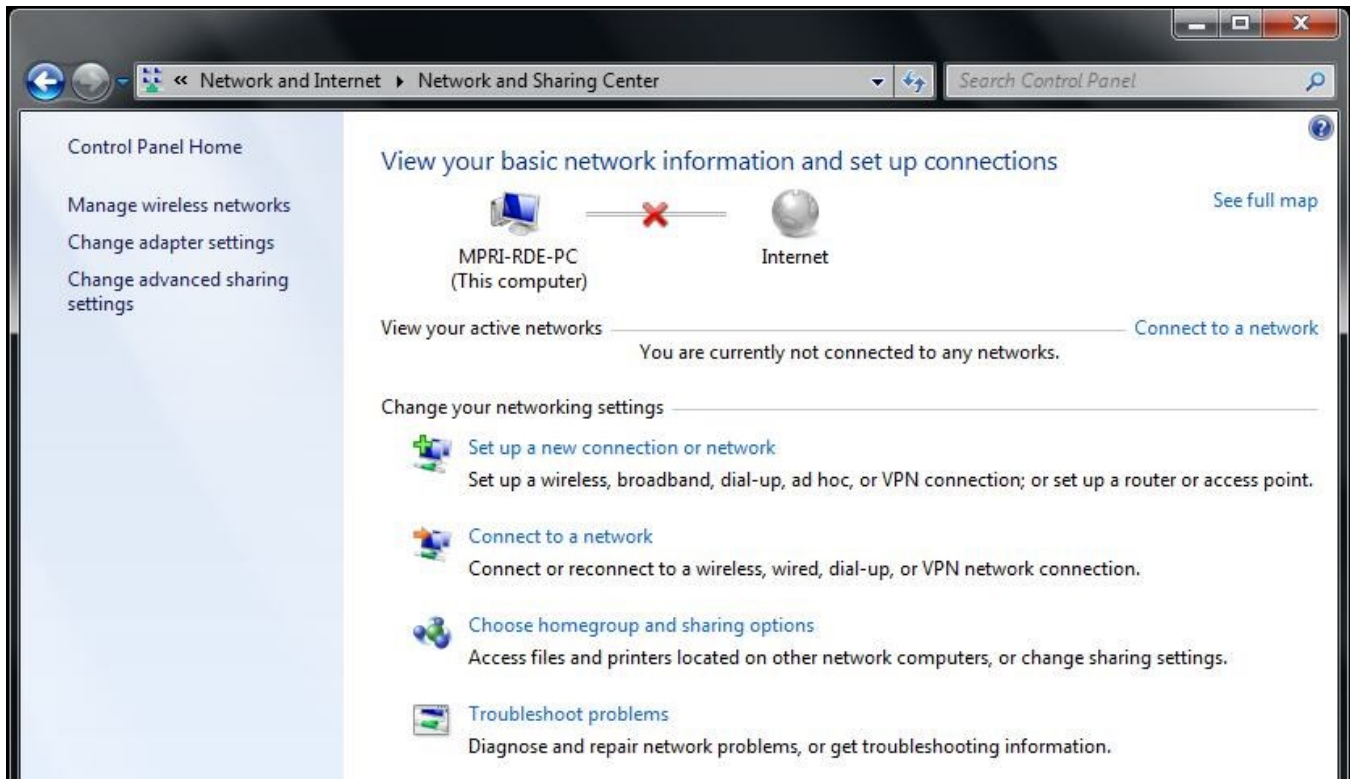 « Network and Internet ▸ Network and Sharing Center
Search Control Panel
Control Panel Home
Manage wireless networks
Change adapter settings
Change advanced sharing
settings
View your basic network information and set up connections
See full map
MPRI-RDE-PC
(This computer)
Internet
View your active networks
Connect to a network
You are currently not connected to any networks.
Change your networking settings
Set up a new connection or network
Set up a wireless, broadband, dial-up, ad hoc, or VPN connection; or set up a router or access point.
Connect to a network
Connect or reconnect to a wireless, wired, dial-up, or VPN network connection.
Choose homegroup and sharing options
Access files and printers located on other network computers, or change sharing settings.
Troubleshoot problems
Diagnose and repair network problems, or get troubleshooting information.